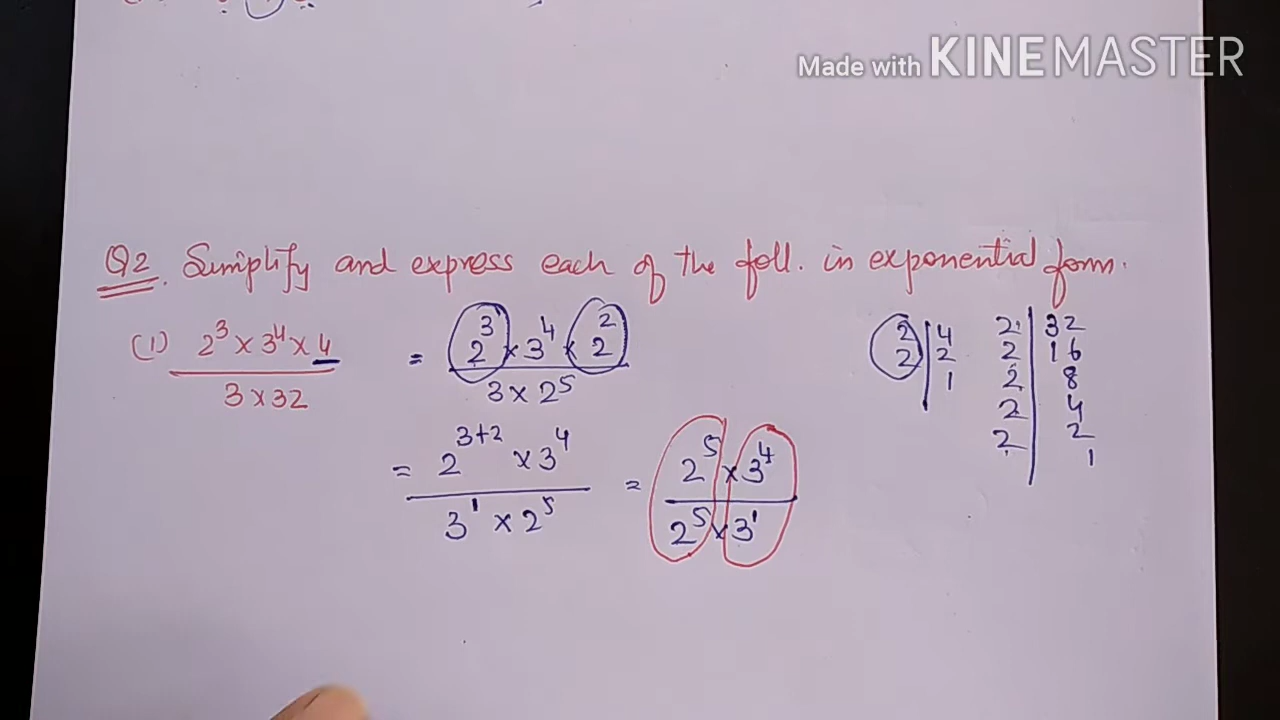 Made with KINEMASTER
Q2. Simplify and express each of the foll. in exponential form.
(1) 2³ × 3⁴ × 4 / 3 × 32 = 2³ × 3⁴ × 2² / 3 × 2⁵
= 2³⁺² × 3⁴ / 3¹ × 2⁵ = 2⁵ × 3⁴ / 2⁵ × 3¹
2 | 4
2 | 2
1
2 | 32
2 | 16
2 | 8
2 | 4
2 | 2
1